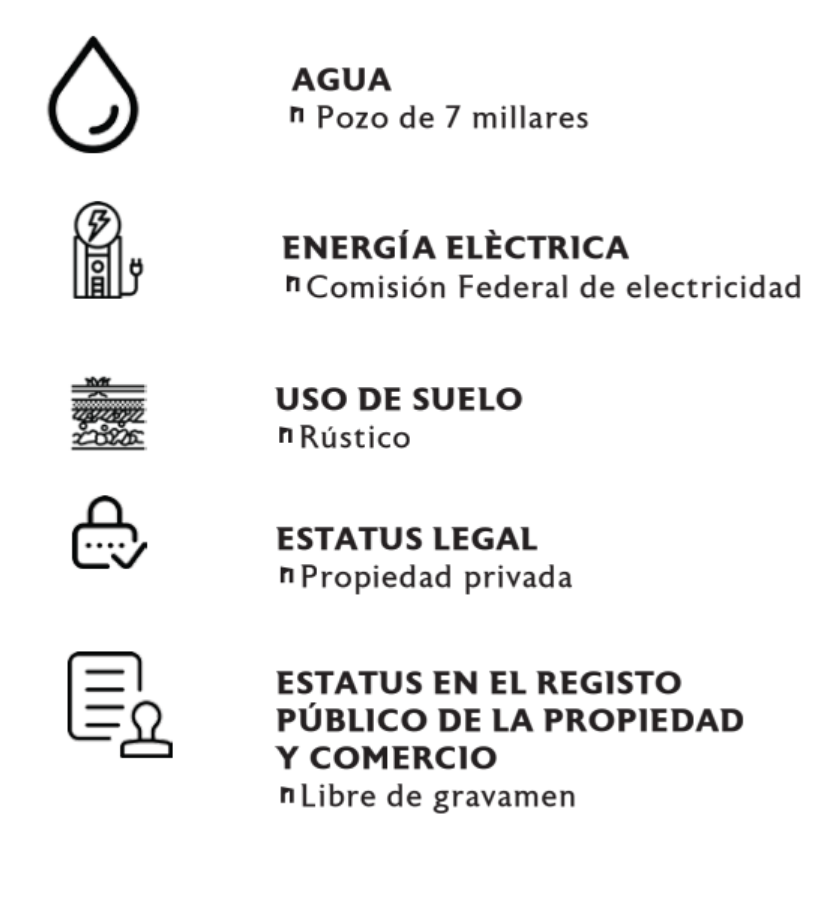 AGUA
n Pozo de 7 millares
ENERGÍA ELÈCTRICA
n Comisión Federal de electricidad
USO DE SUELO
n Rústico
ESTATUS LEGAL
n Propiedad privada
ESTATUS EN EL REGISTO
PÚBLICO DE LA PROPIEDAD
Y COMERCIO
n Libre de gravamen